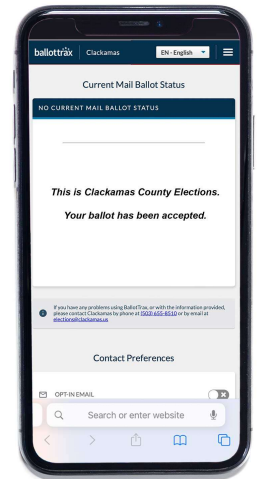 ballottrax Clackamas EN - English
Current Mail Ballot Status
NO CURRENT MAIL BALLOT STATUS
This is Clackamas County Elections.
Your ballot has been accepted.
If you have any problems using BallotTrax, or with the information provided,
please contact Clackamas by phone at (503) 655-8510 or by email at
elections@clackamas.us
Contact Preferences
OPT-IN EMAIL
Search or enter website